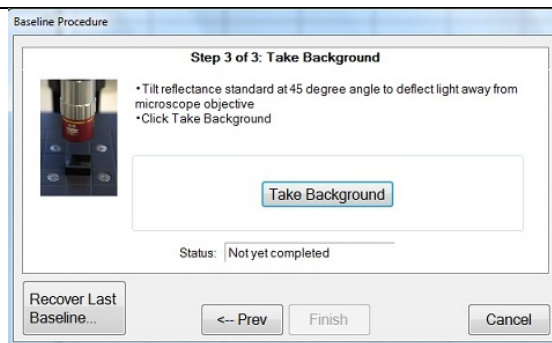 Baseline Procedure
Step 3 of 3: Take Background
•Tilt reflectance standard at 45 degree angle to deflect light away from
microscope objective
•Click Take Background
Take Background
Status: Not yet completed
Recover Last
Baseline...
<-- Prev
Finish
Cancel